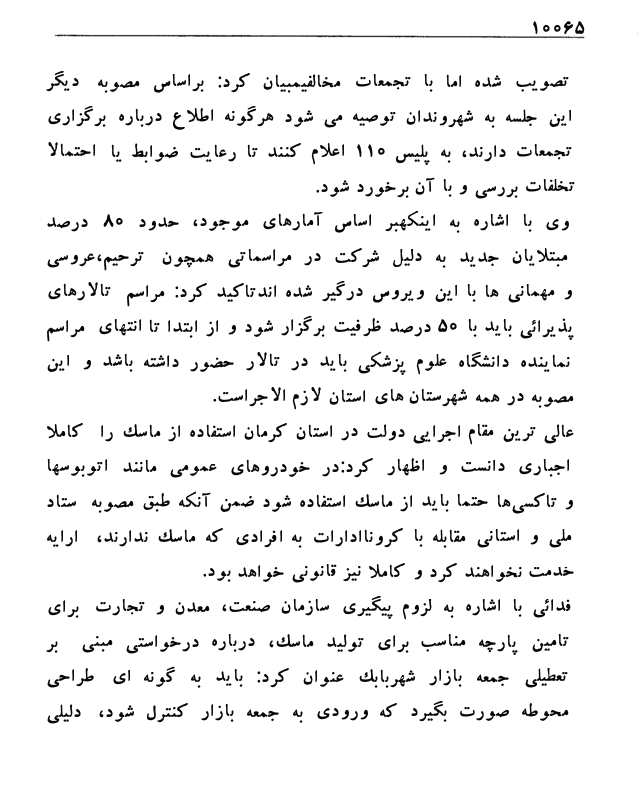 ۱۰۰۶۵
تصویب شده اما با تجمعات مخالفیمبیان کرد: براساس مصوبه دیگر
این جلسه به شهروندان توصیه می شود هرگونه اطلاع درباره برگزاری
تجمعات دارند، به پلیس ۱۱۰ اعلام کنند تا رعایت ضوابط یا احتمالا
تخلفات بررسی و با آن برخورد شود.
وی با اشاره به اینکهبر اساس آمارهای موجود، حدود ۸۰ درصد
مبتلایان جدید به دلیل شرکت در مراسماتی همچون ترحیم،عروسی
و مهمانی ها با این ویروس درگیر شده اندتاکید کرد: مراسم تالارهای
پذیرائی باید با ۵۰ درصد ظرفیت برگزار شود و از ابتدا تا انتهای مراسم
نماینده دانشگاه علوم پزشکی باید در تالار حضور داشته باشد و این
مصوبه در همه شهرستان های استان لازم الاجراست.
عالی ترین مقام اجرایی دولت در استان کرمان استفاده از ماسك را کاملا
اجباری دانست و اظهار کرد:در خودروهای عمومی مانند اتوبوسها
و تاکسی‌ها حتما باید از ماسك استفاده شود ضمن آنکه طبق مصوبه ستاد
ملی و استانی مقابله با کروناادارات به افرادی که ماسك ندارند، ارایه
خدمت نخواهند کرد و کاملا نیز قانونی خواهد بود.
فدائی با اشاره به لزوم پیگیری سازمان صنعت، معدن و تجارت برای
تامین پارچه مناسب برای تولید ماسك، درباره درخواستی مبنی بر
تعطیلی جمعه بازار شهربابك عنوان کرد: باید به گونه ای طراحی
محوطه صورت بگیرد که ورودی به جمعه بازار کنترل شود، دلیلی